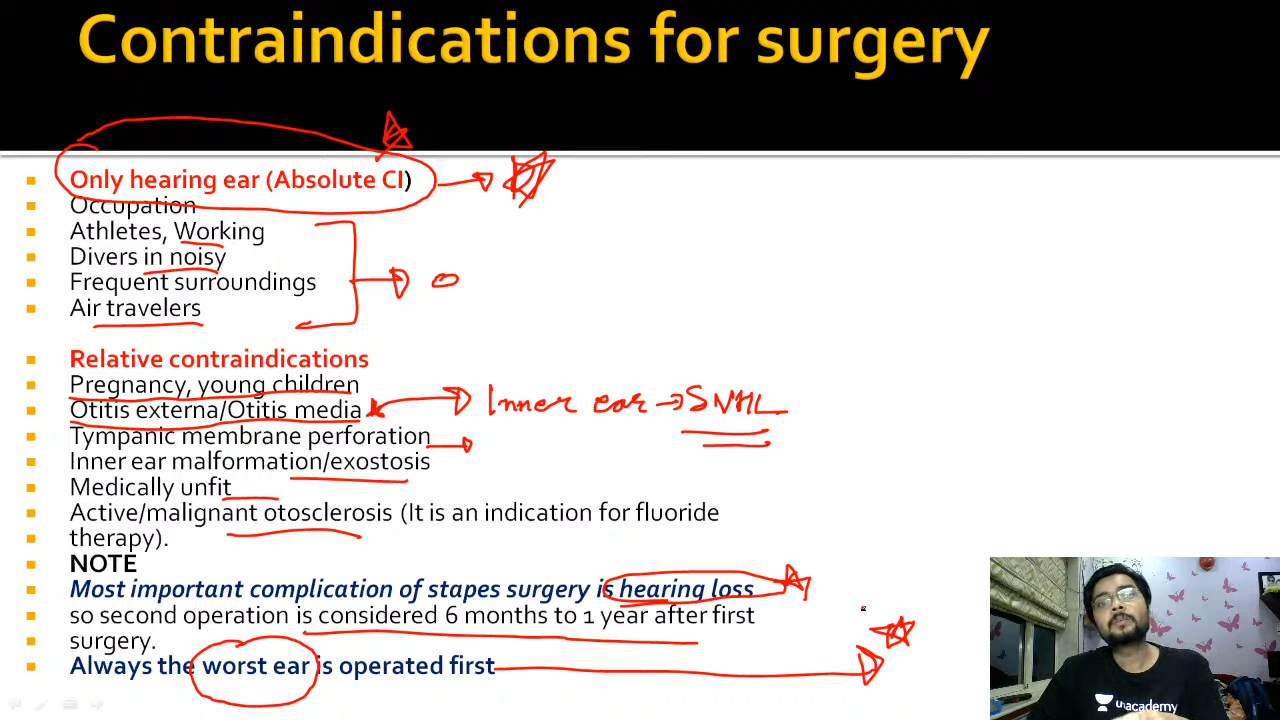 Contraindications for surgery
Only hearing ear (Absolute CI)
Occupation
Athletes, Working
Divers in noisy
Frequent surroundings
Air travelers
Relative contraindications
Pregnancy, young children
Otitis externa/Otitis media
Inner ear → SNHL
Tympanic membrane perforation
Inner ear malformation/exostosis
Medically unfit
Active/malignant otosclerosis (It is an indication for fluoride
therapy).
NOTE
Most important complication of stapes surgery is hearing loss
so second operation is considered 6 months to 1 year after first
surgery.
Always the worst ear is operated first
unacademy